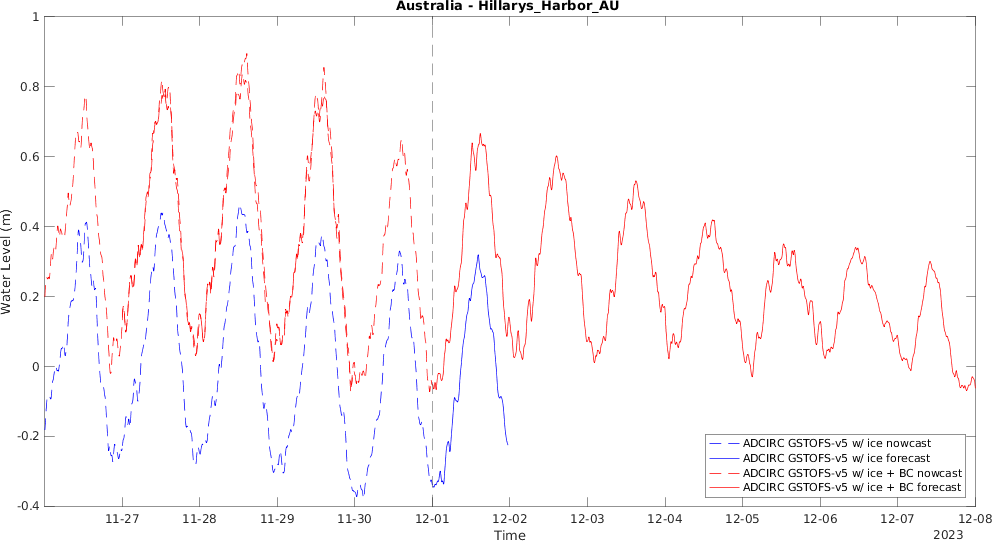 Australia - Hillarys_Harbor_AU
Water Level (m)
1
0.8
0.6
0.4
0.2
0
-0.2
-0.4
ADCIRC GSTOFS-v5 w/ ice nowcast
ADCIRC GSTOFS-v5 w/ ice forecast
ADCIRC GSTOFS-v5 w/ ice + BC nowcast
ADCIRC GSTOFS-v5 w/ ice + BC forecast
11-27 11-28 11-29 11-30 12-01 12-02 12-03 12-04 12-05 12-06 12-07 12-08
Time
2023